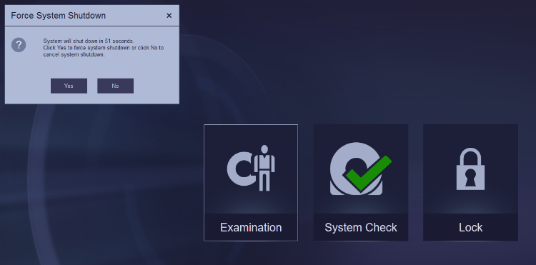 Force System Shutdown
System will shut down in 51 seconds.
Click Yes to force system shutdown or click No to
cancel system shutdown.
Yes No
Examination System Check Lock